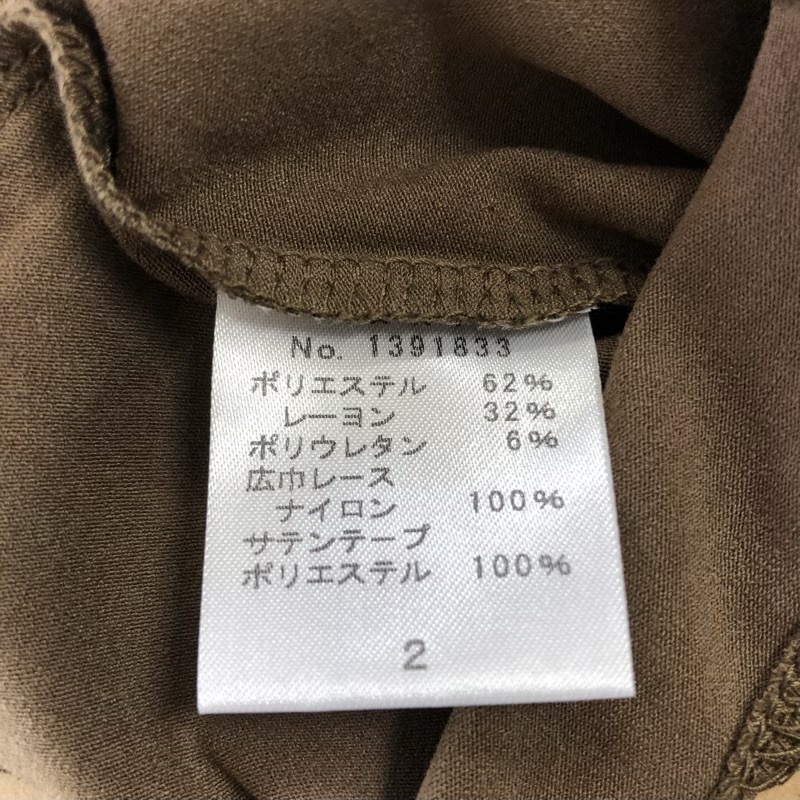 No. 1391833
ポリエステル 62%
レーヨン 32%
ポリウレタン 6%
広巾レース
ナイロン 100%
サテンテープ
ポリエステル 100%
2